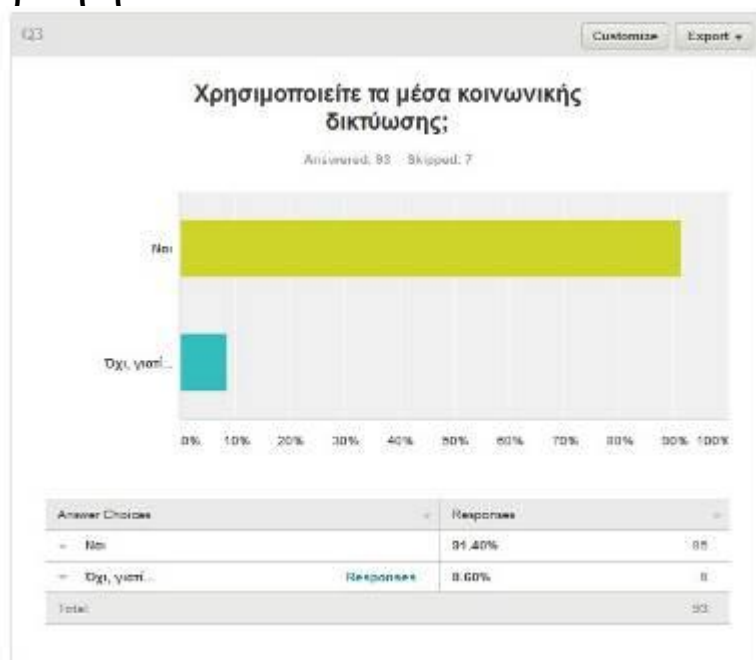 Q3
Customize Export
Χρησιμοποιείτε τα μέσα κοινωνικής
δικτύωσης;
Answered: 93 Skipped: 7
Ναι
Όχι, γιατί...
0% 10% 20% 30% 40% 50% 60% 70% 80% 90% 100%
Answer Choices Responses
Ναι 91.40% 85
Όχι, γιατί... Responses 8.60% 8
Total 93